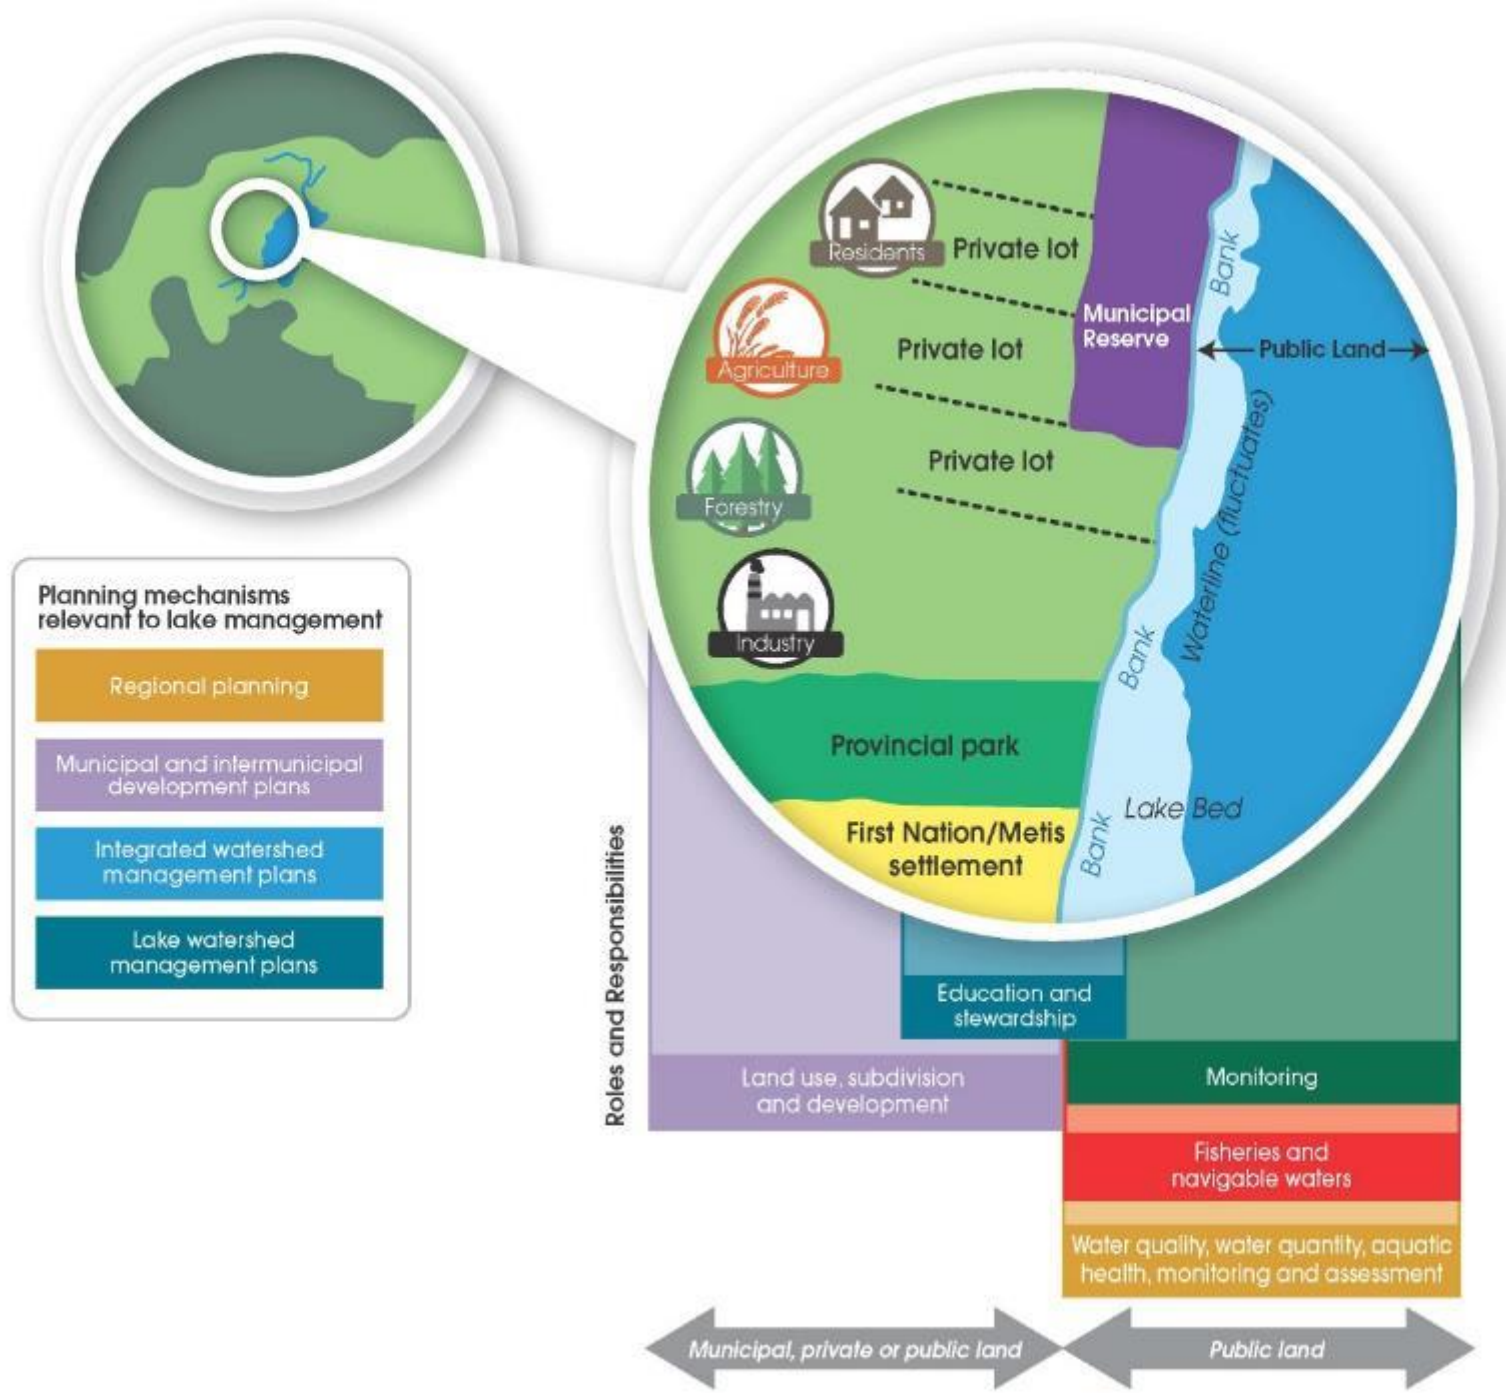 Residents
Private lot
Agriculture
Private lot
Municipal
Reserve
Bank
Public Land
Forestry
Private lot
Waterline (fluctuates)
Industry
Bank
Provincial park
Lake Bed
First Nation/Metis
settlement
Bank
Planning mechanisms
relevant to lake management
Regional planning
Municipal and intermunicipal
development plans
Integrated watershed
management plans
Lake watershed
management plans
Roles and Responsibilities
Education and
stewardship
Land use, subdivision
and development
Monitoring
Fisheries and
navigable waters
Water quality, water quantity, aquatic
health, monitoring and assessment
Municipal, private or public land
Public land